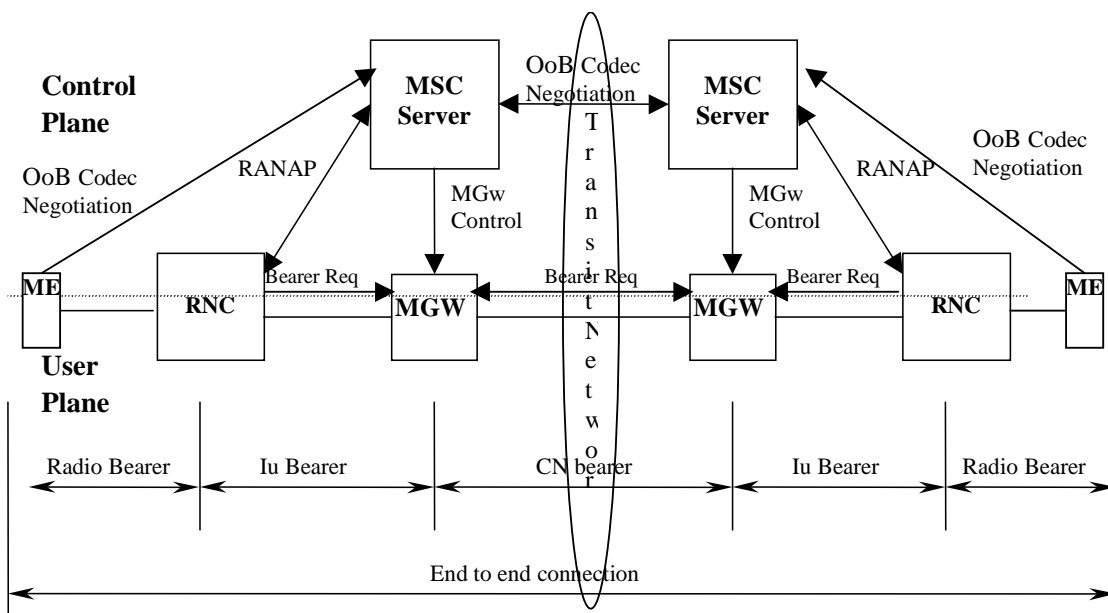 Control
Plane
MSC
Server
OoB Codec
Negotiation
MSC
Server
OoB Codec
Negotiation
RANAP
MGw
Control
MGw
Control
RANAP
OoB Codec
Negotiation
Transit Networ
ME
RNC
Bearer Req
MGW
Bearer Req
MGW
Bearer Req
RNC
ME
User
Plane
Radio Bearer
Iu Bearer
CN bearer
Iu Bearer
Radio Bearer
End to end connection